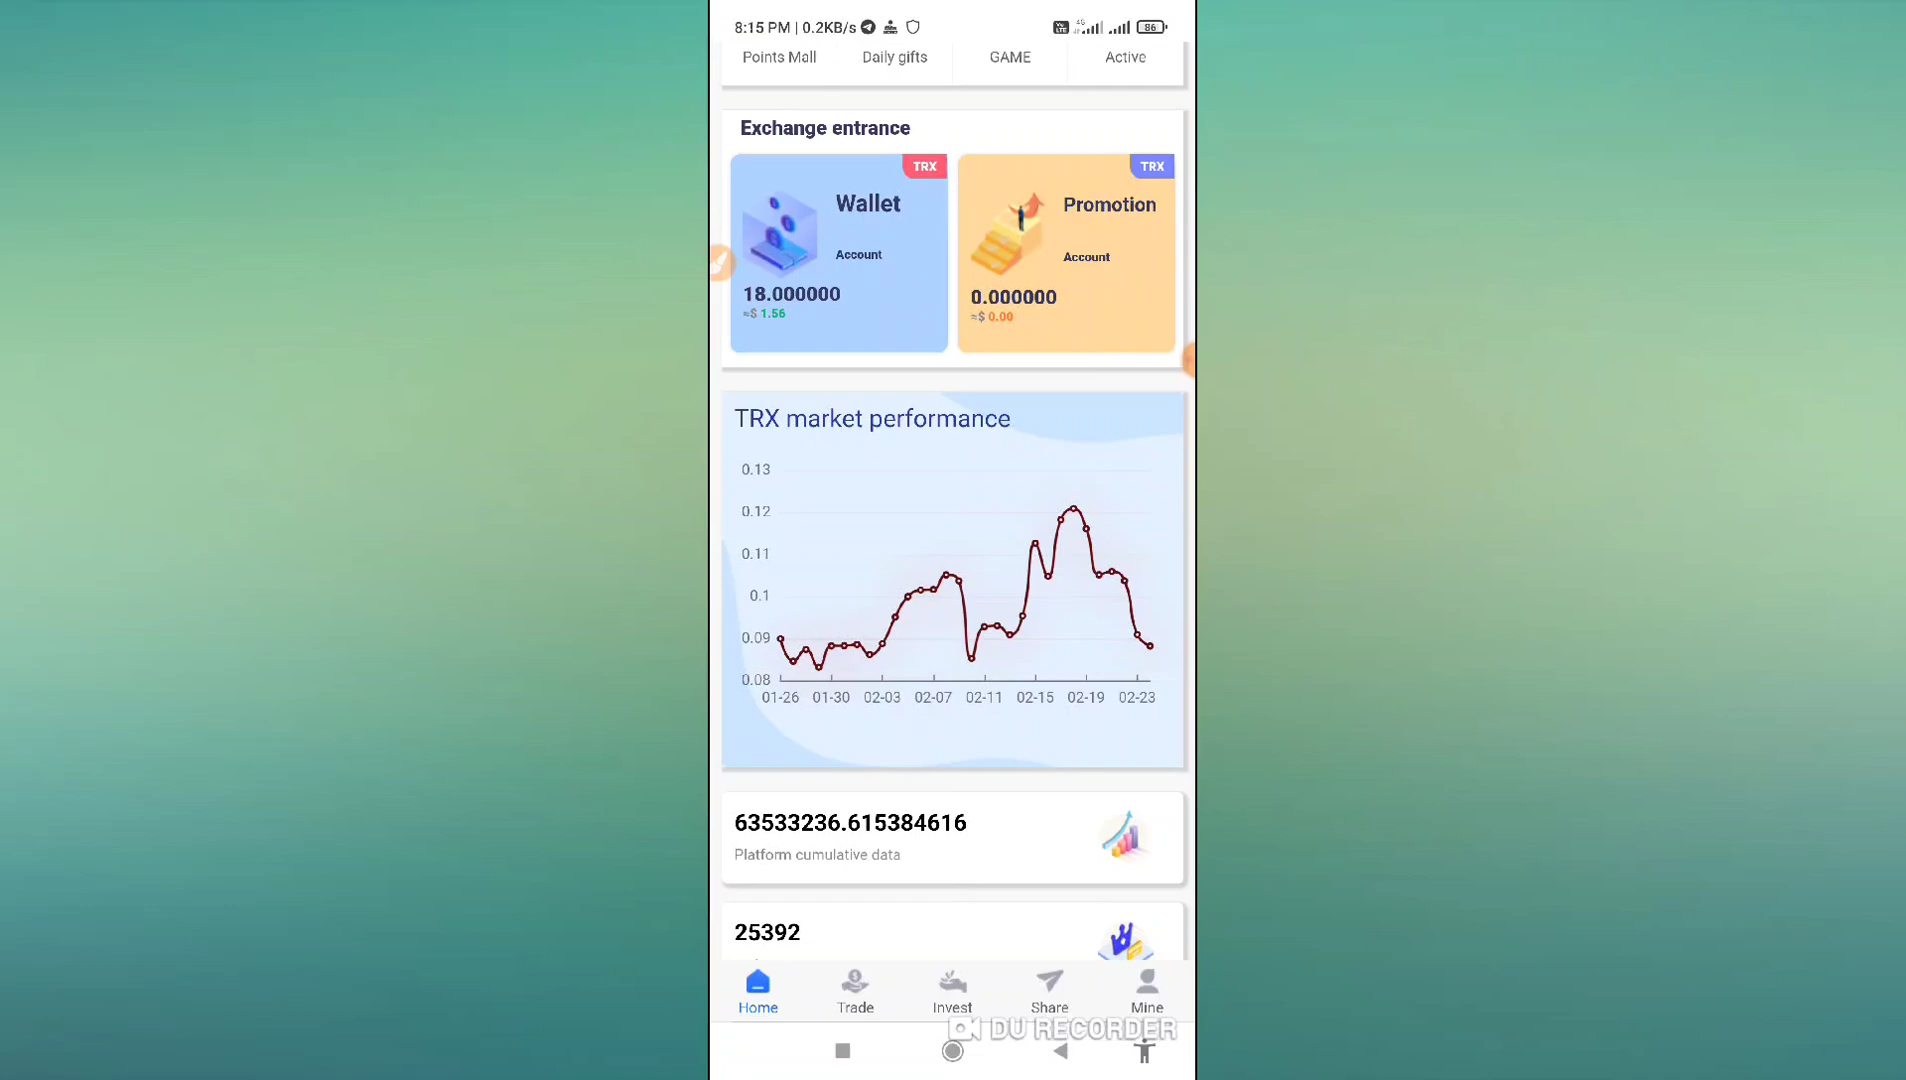 8:15 PM | 0.2KB/s
4G
86
Points Mall
Daily gifts
GAME
Active
Exchange entrance
TRX
Wallet
Account
18.000000
≈$ 1.56
TRX
Promotion
Account
0.000000
≈$ 0.00
TRX market performance
0.13
0.12
0.11
0.1
0.09
0.08
01-26 01-30 02-03 02-07 02-11 02-15 02-19 02-23
63533236.615384616
Platform cumulative data
25392
Home
Trade
Invest
Share
Mine
DU RECORDER